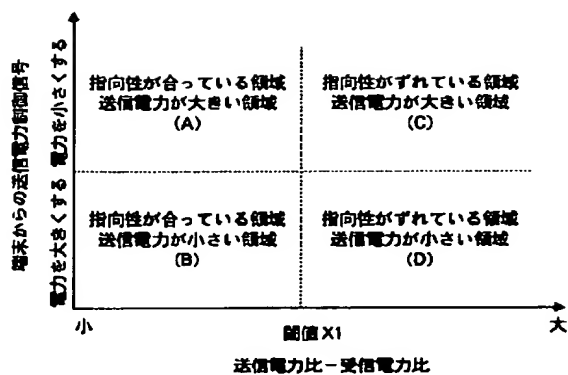 端末からの送信電力制御信号
電力を大きくする 電力を小さくする
指向性が合っている領域
送信電力が大きい領域
(A)
指向性がずれている領域
送信電力が大きい領域
(C)
指向性が合っている領域
送信電力が小さい領域
(B)
指向性がずれている領域
送信電力が小さい領域
(D)
小
閾値X1
大
送信電力比－受信電力比